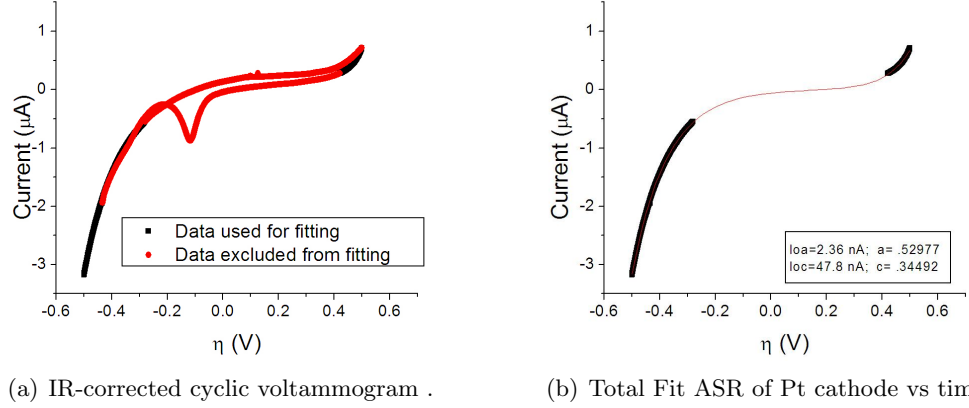 1
1
0
0
-1
-1
-2
-2
-3
-3
Current (μA)
Current (μA)
Data used for fitting
Data excluded from fitting
Ioa=2.36 nA; a= .52977
Ioc=47.8 nA; c= .34492
-0.6 -0.4 -0.2 0.0 0.2 0.4 0.6
-0.6 -0.4 -0.2 0.0 0.2 0.4 0.6
η (V)
η (V)
(a) IR-corrected cyclic voltammogram .
(b) Total Fit ASR of Pt cathode vs tim